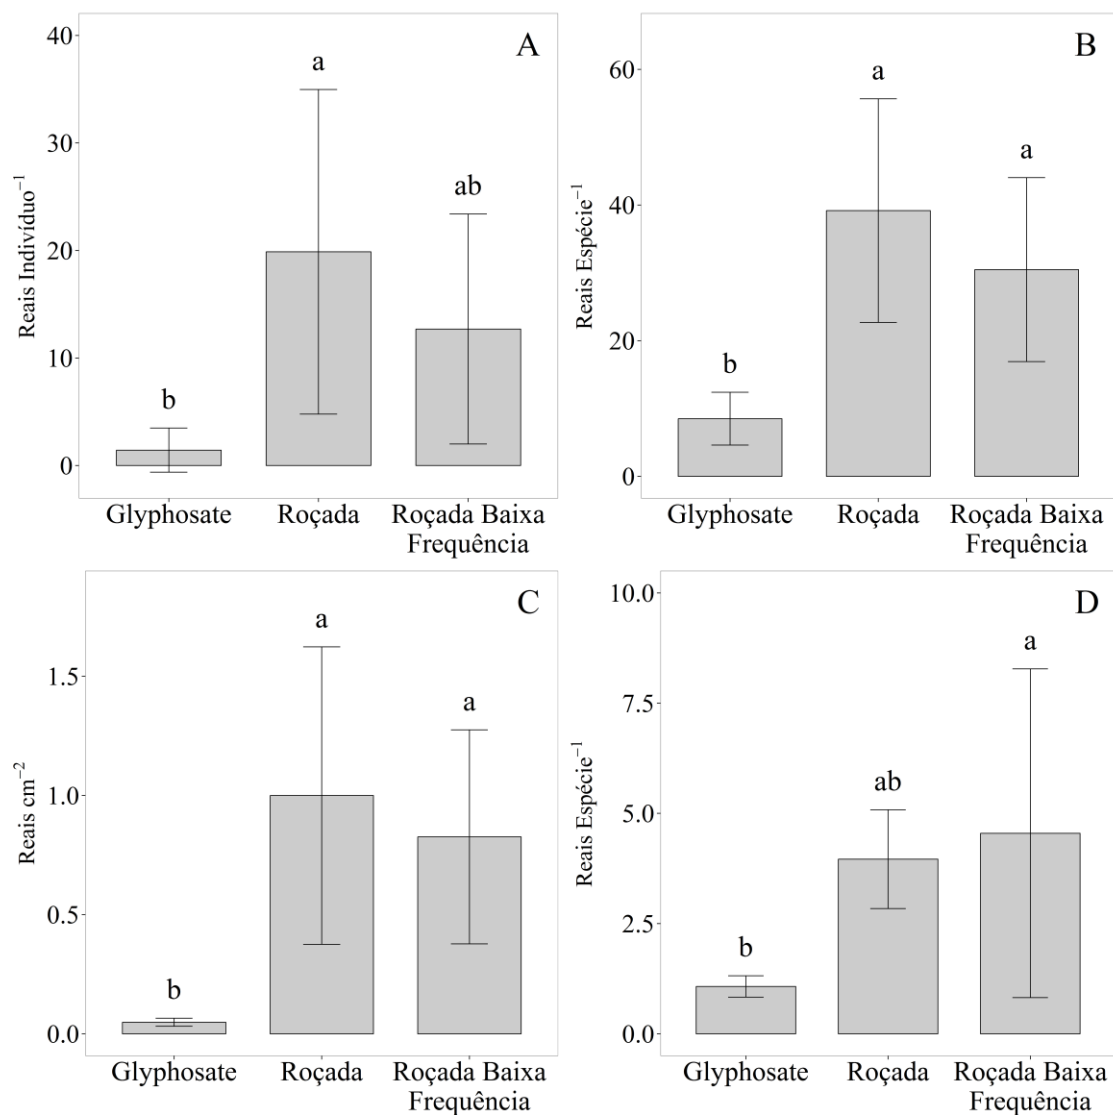 A
Reais Indivíduo⁻¹
40
30
20
10
0
a
ab
b
Glyphosate Roçada Roçada Baixa
Frequência
B
Reais Espécie⁻¹
60
40
20
0
a
a
b
Glyphosate Roçada Roçada Baixa
Frequência
C
Reais cm⁻²
1.5
1.0
0.5
0.0
a
a
b
Glyphosate Roçada Roçada Baixa
Frequência
D
Reais Espécie⁻¹
10.0
7.5
5.0
2.5
0.0
a
ab
b
Glyphosate Roçada Roçada Baixa
Frequência